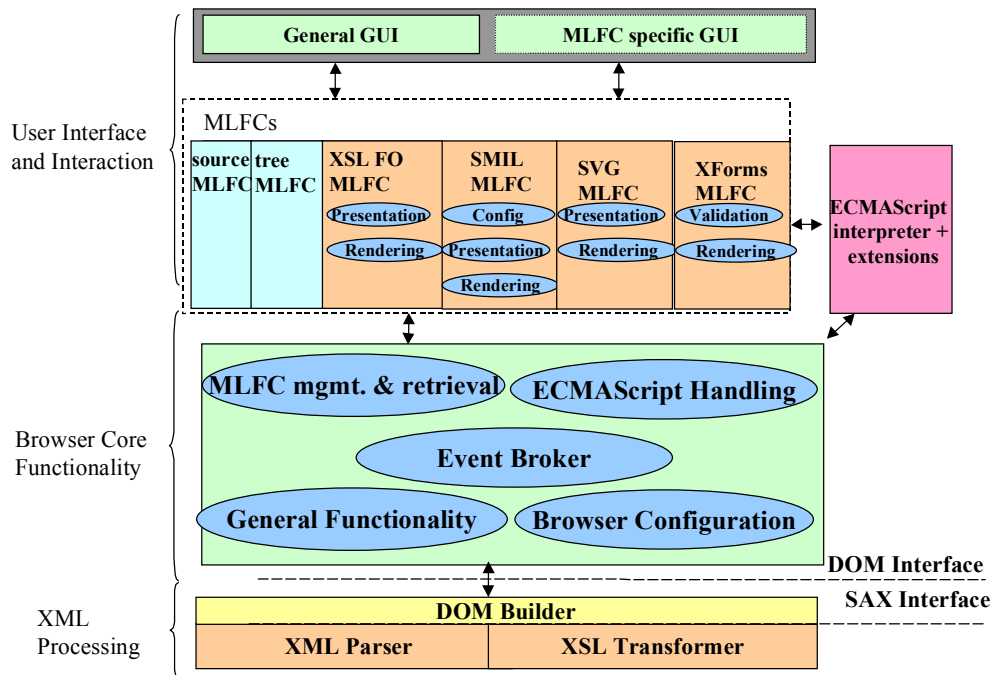 General GUI
MLFC specific GUI
User Interface
and Interaction
MLFCs
source
MLFC
tree
MLFC
XSL FO
MLFC
Presentation
Rendering
SMIL
MLFC
Config
Presentation
Rendering
SVG
MLFC
Presentation
Rendering
XForms
MLFC
Validation
Rendering
ECMAScript
interpreter +
extensions
Browser Core
Functionality
MLFC mgmt. & retrieval
ECMAScript Handling
Event Broker
General Functionality
Browser Configuration
DOM Interface
SAX Interface
XML
Processing
DOM Builder
XML Parser
XSL Transformer